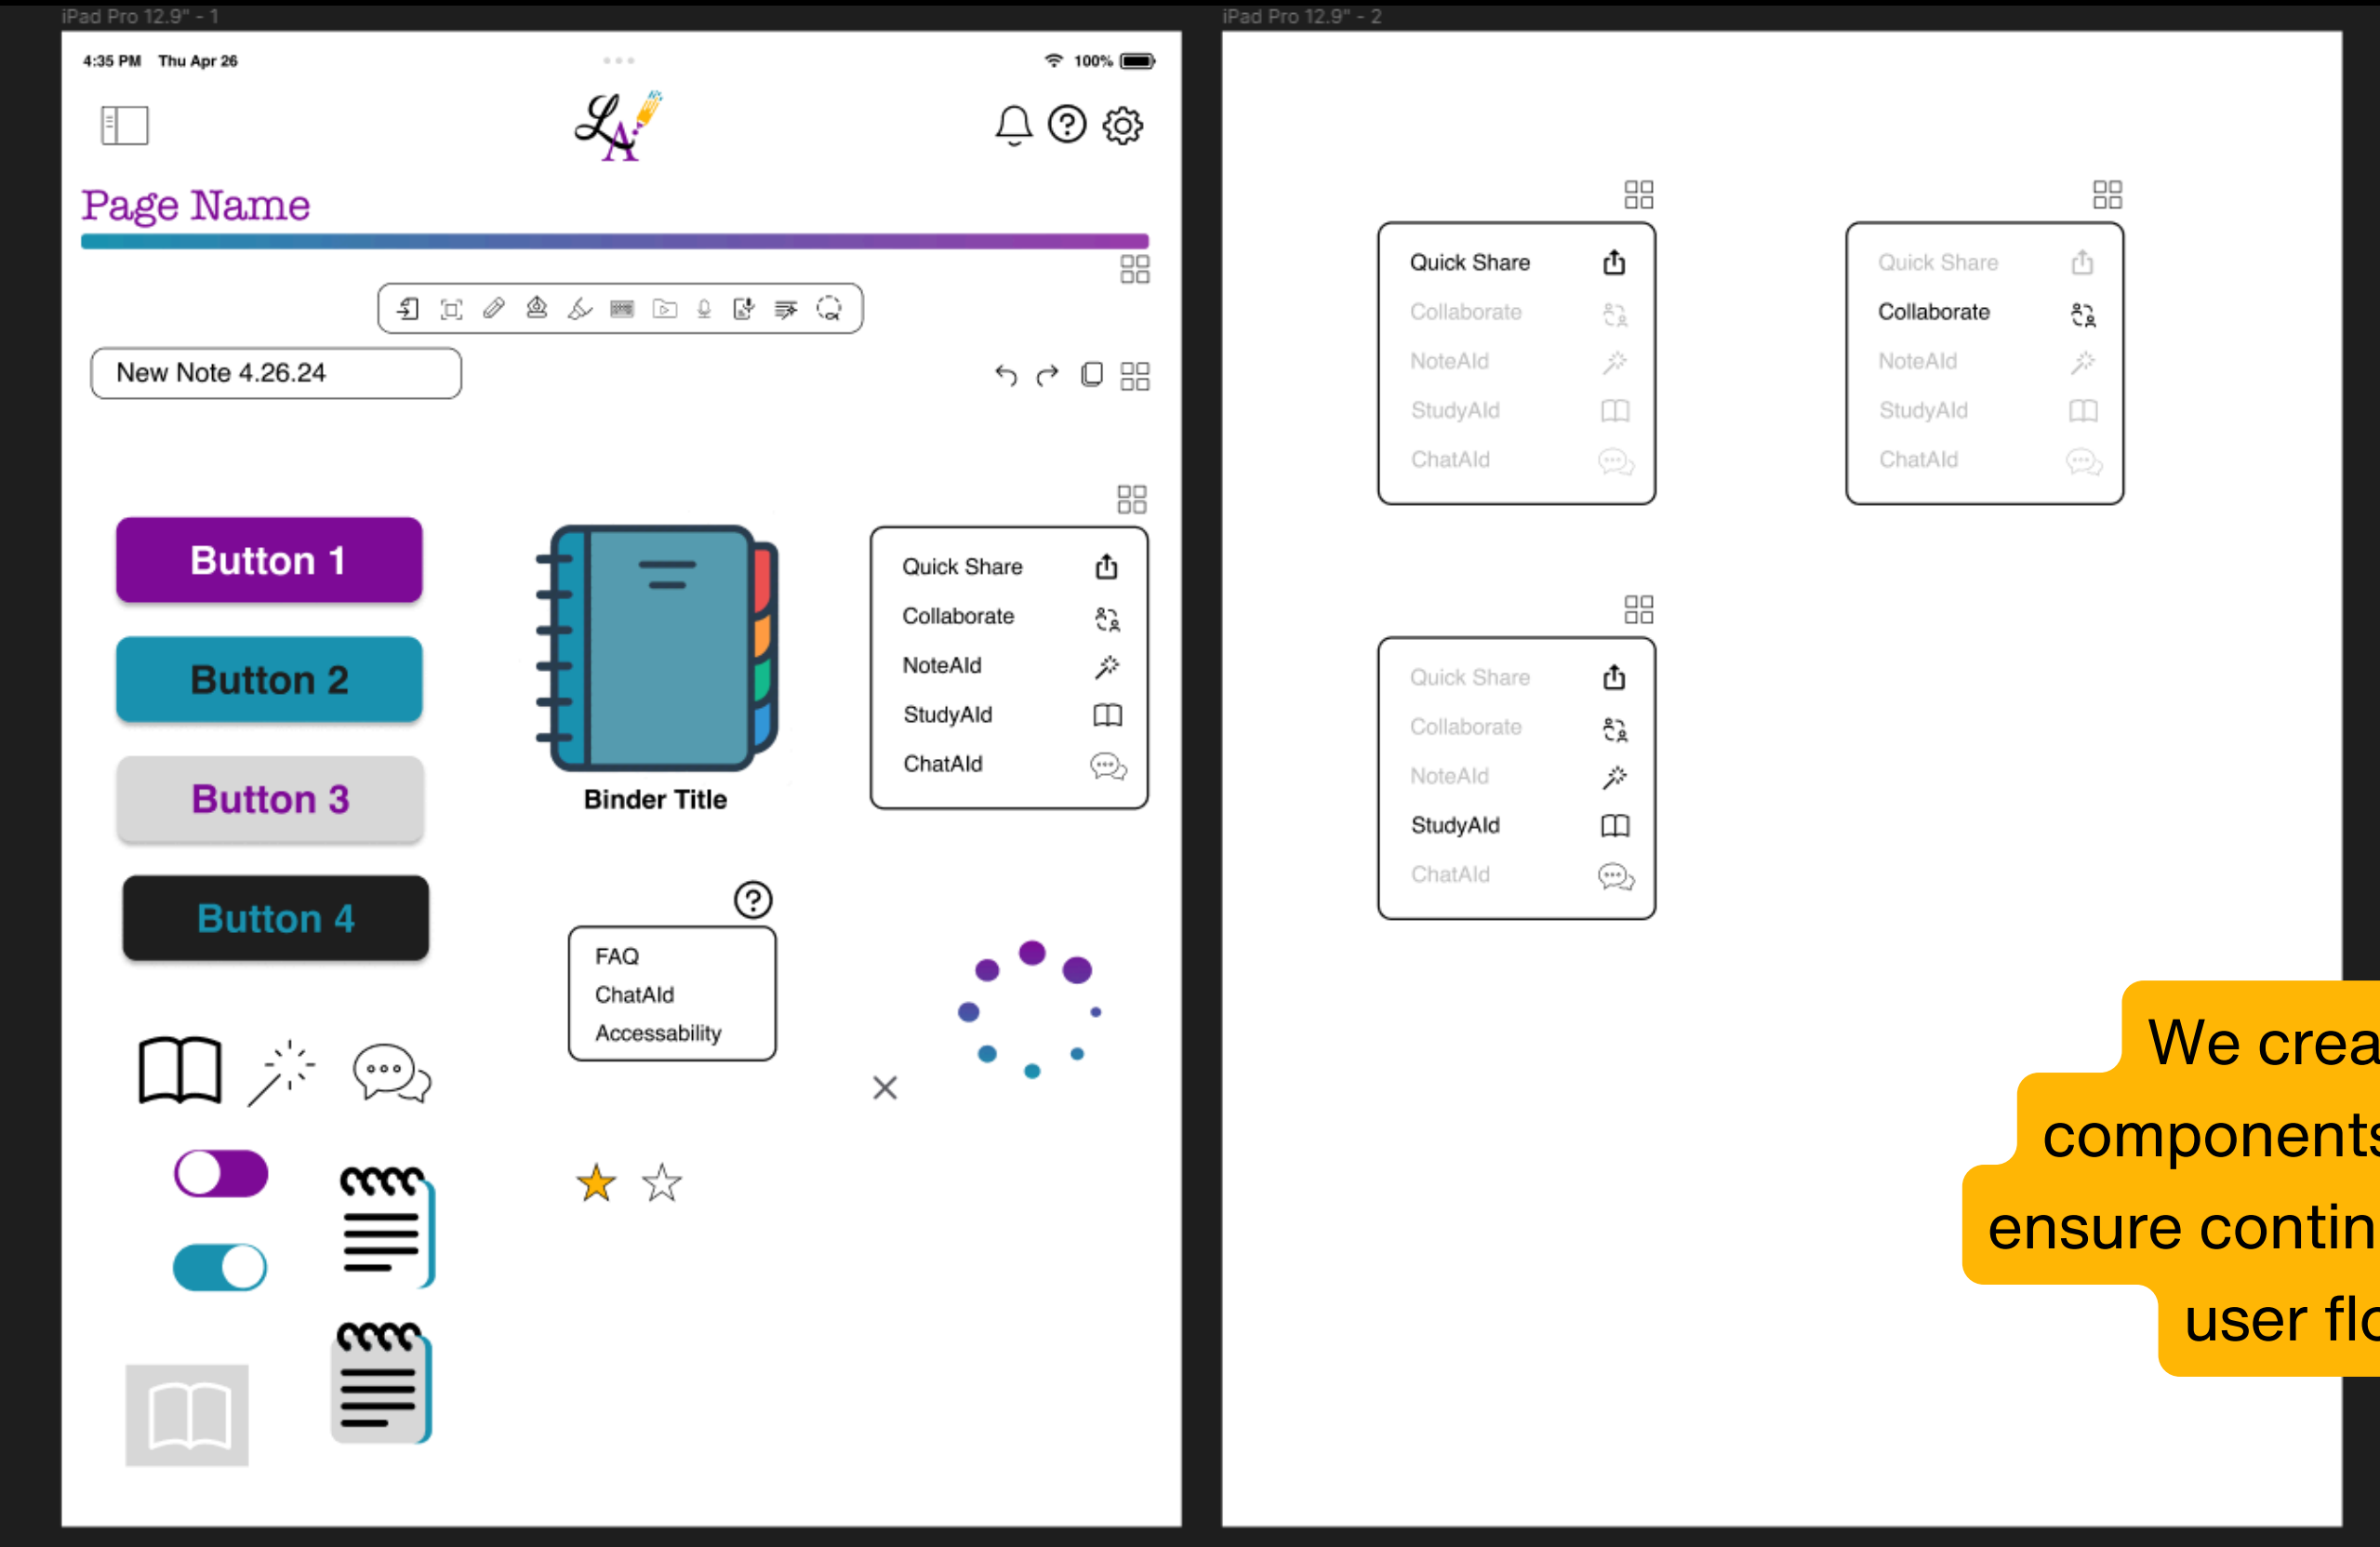 iPad Pro 12.9" - 1
iPad Pro 12.9" - 2
4:35 PM Thu Apr 26
100%
LA
Page Name
New Note 4.26.24
Button 1
Button 2
Button 3
Button 4
Binder Title
Quick Share
Collaborate
NoteAId
StudyAId
ChatAId
FAQ
ChatAId
Accessability
Quick Share
Collaborate
NoteAId
StudyAId
ChatAId
Quick Share
Collaborate
NoteAId
StudyAId
ChatAId
Quick Share
Collaborate
NoteAId
StudyAId
ChatAId
We crea
components
ensure contin
user flo